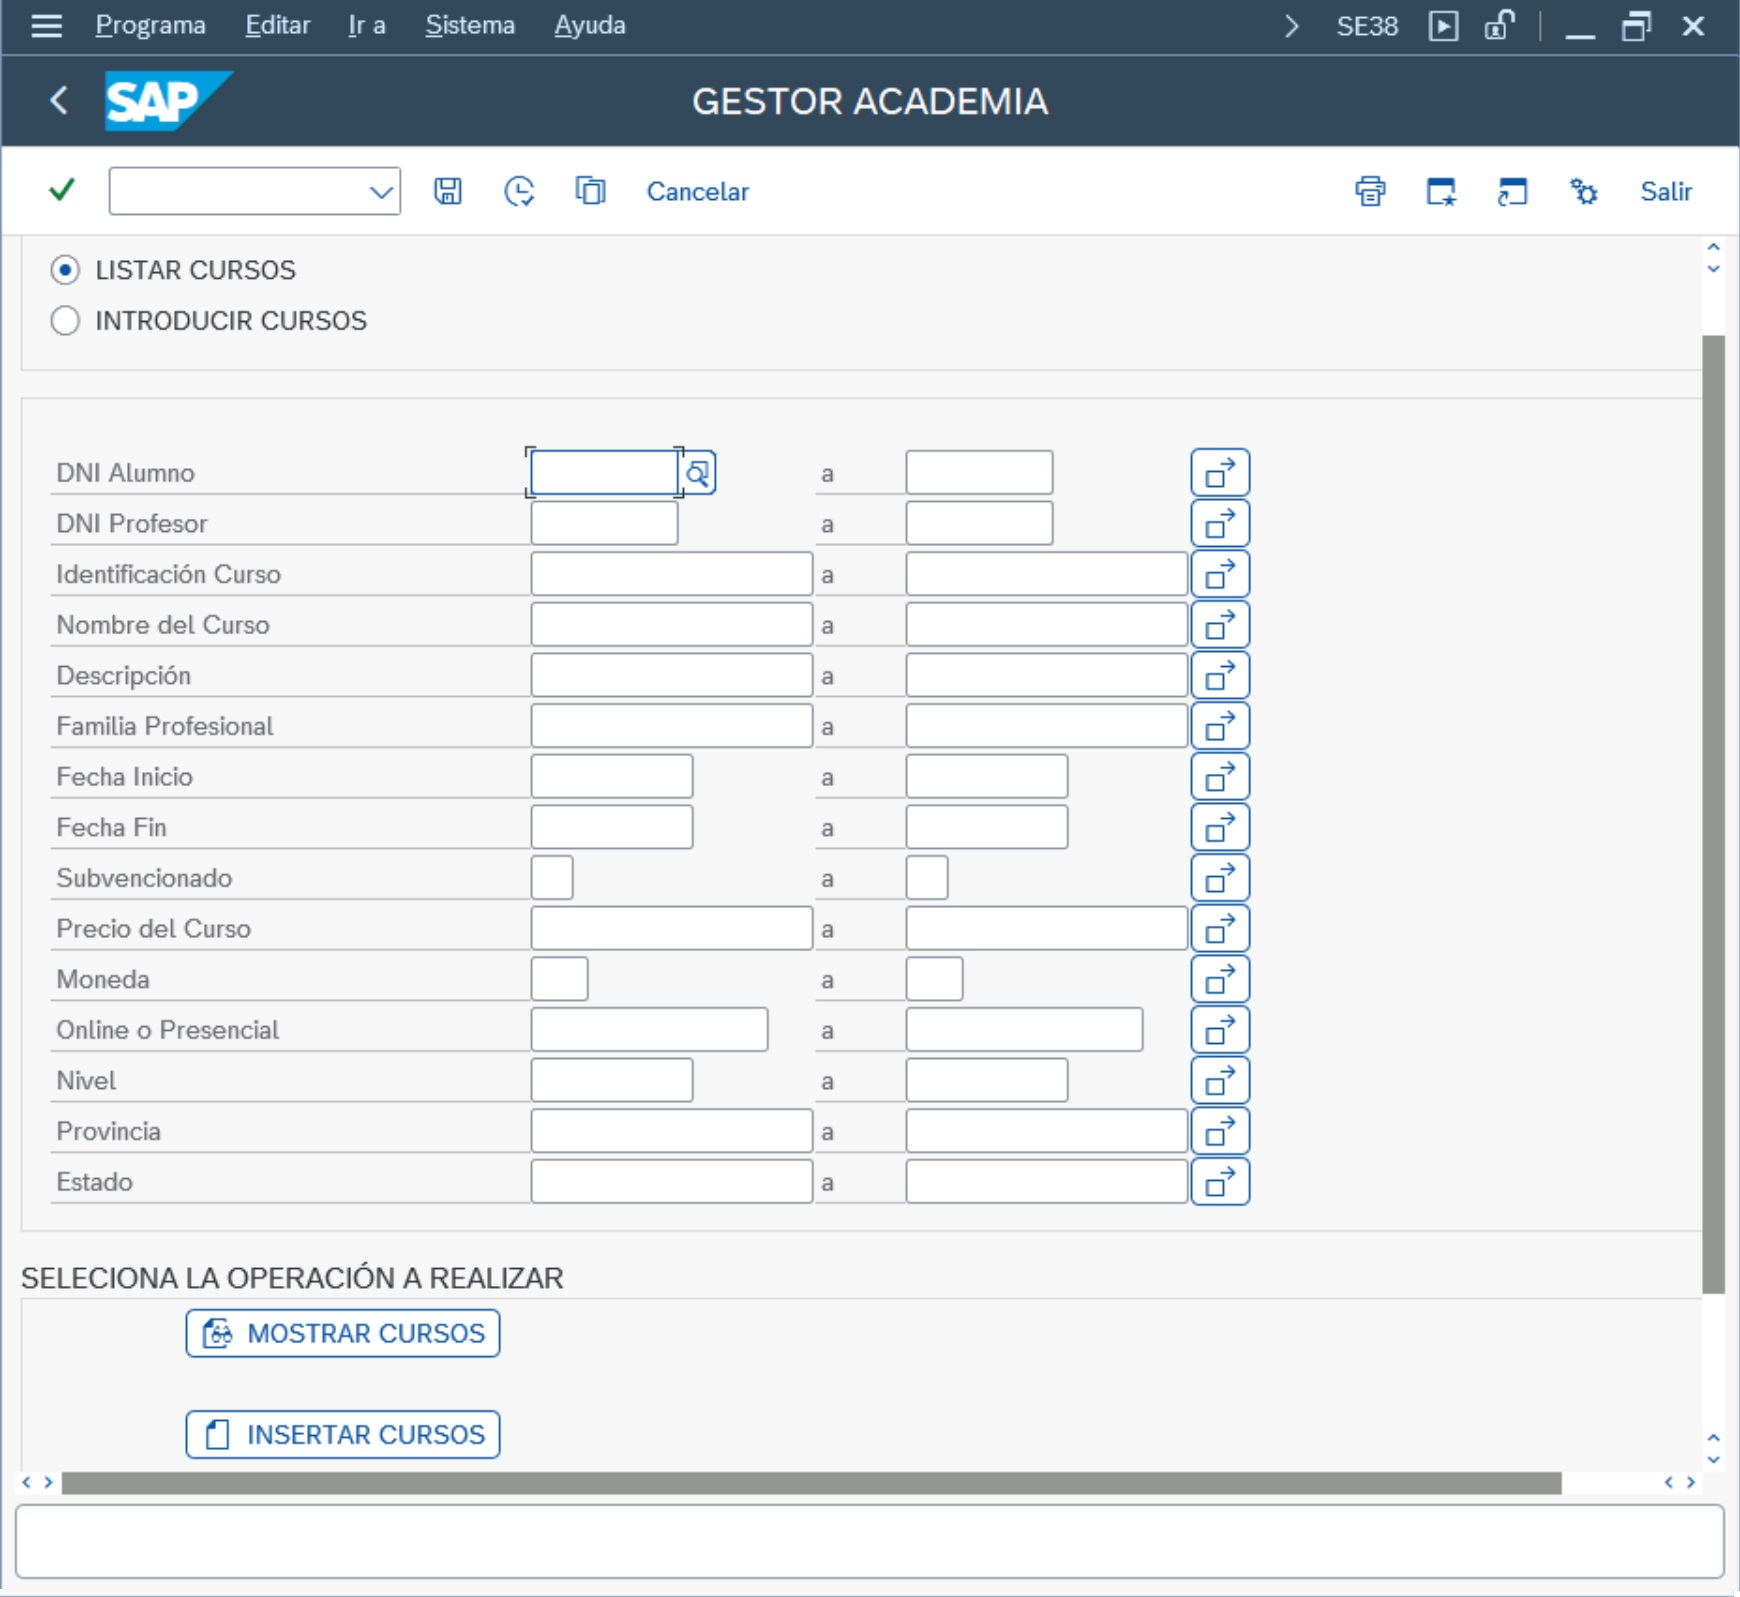 Programa Editar Ir a Sistema Ayuda SE38
SAP GESTOR ACADEMIA
Cancelar Salir
LISTAR CURSOS
INTRODUCIR CURSOS
DNI Alumno a
DNI Profesor a
Identificación Curso a
Nombre del Curso a
Descripción a
Familia Profesional a
Fecha Inicio a
Fecha Fin a
Subvencionado a
Precio del Curso a
Moneda a
Online o Presencial a
Nivel a
Provincia a
Estado a
SELECIONA LA OPERACIÓN A REALIZAR
MOSTRAR CURSOS
INSERTAR CURSOS